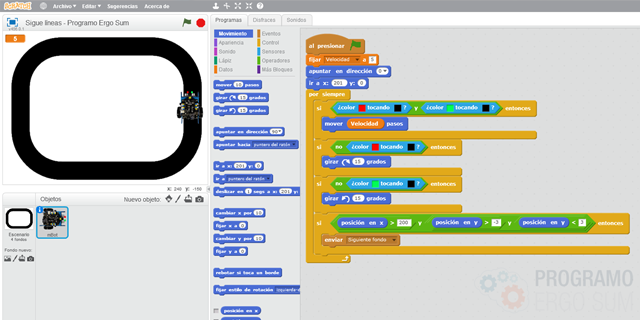 SCRATCH
Archivo ▾ Editar ▾ Sugerencias Acerca de
Sigue lineas - Programo Ergo Sum
5
X: 240 Y: -180
Objetos
Nuevo objeto:
Escenario
4 fondos
Fondo nuevo:
mBot
Programas
Disfraces
Sonidos
Movimiento
Eventos
Apariencia
Control
Sonido
Sensores
Lápiz
Operadores
Datos
Más Bloques
mover 10 pasos
girar 15 grados
girar 15 grados
apuntar en dirección 90
apuntar hacia puntero del ratón
ir a x: 201 y: 0
ir a puntero del ratón
deslizar en 1 segs a x: 201 y:
cambiar x por 10
fijar x a 0
cambiar y por 10
fijar y a 0
rebotar si toca un borde
fijar estilo de rotación izquierda-d
posición en x
al presionar
fijar Velocidad a 5
apuntar en dirección 0
ir a x: 201 y: 0
por siempre
si ¿color tocando ? y ¿color tocando ? entonces
mover Velocidad pasos
si no ¿color tocando ? entonces
girar 15 grados
si no ¿color tocando ? entonces
girar 15 grados
si posición en x > 200 y posición en y > -2 y posición en y < 3 entonces
enviar Siguiente fondo
PROGRAMO
ERGO SUM